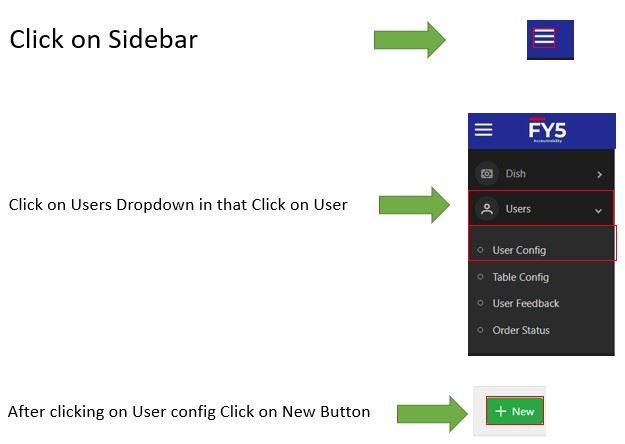 Click on Sidebar
FY5
Accountability
Dish
Click on Users Dropdown in that Click on User
Users
User Config
Table Config
User Feedback
Order Status
After clicking on User config Click on New Button
+ New